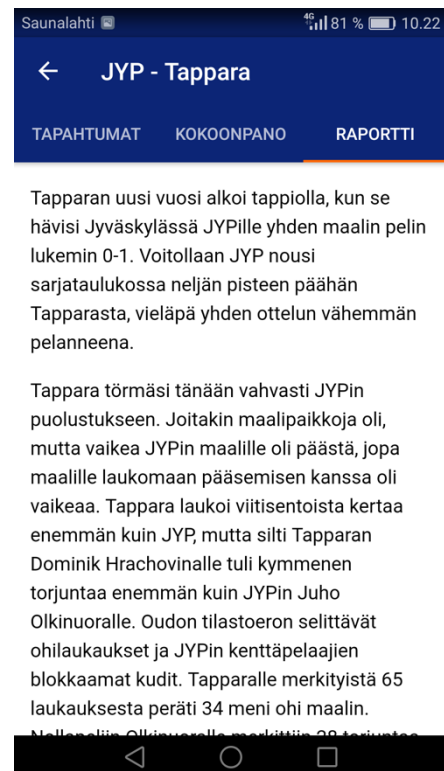 Saunalahti 4G 81 % 10.22
JYP - Tappara
TAPAHTUMAT KOKOONPANO RAPORTTI
Tapparan uusi vuosi alkoi tappiolla, kun se
hävisi Jyväskylässä JYPille yhden maalin pelin
lukemin 0-1. Voitollaan JYP nousi
sarjataulukossa neljän pisteen päähän
Tapparasta, vieläpä yhden ottelun vähemmän
pelanneena.
Tappara törmäsi tänään vahvasti JYPin
puolustukseen. Joitakin maalipaikkoja oli,
mutta vaikea JYPin maalille oli päästä, jopa
maalille laukomaan pääsemisen kanssa oli
vaikeaa. Tappara laukoi viitisentoista kertaa
enemmän kuin JYP, mutta silti Tapparan
Dominik Hrachovinalle tuli kymmenen
torjuntaa enemmän kuin JYPin Juho
Olkinuoralle. Oudon tilastoeron selittävät
ohilaukaukset ja JYPin kenttäpelaajien
blokkaamat kudit. Tapparalle merkityistä 65
laukauksesta peräti 34 meni ohi maalin.
Nollapeliin Olkinuoralle merkittiin 28 torjuntaa